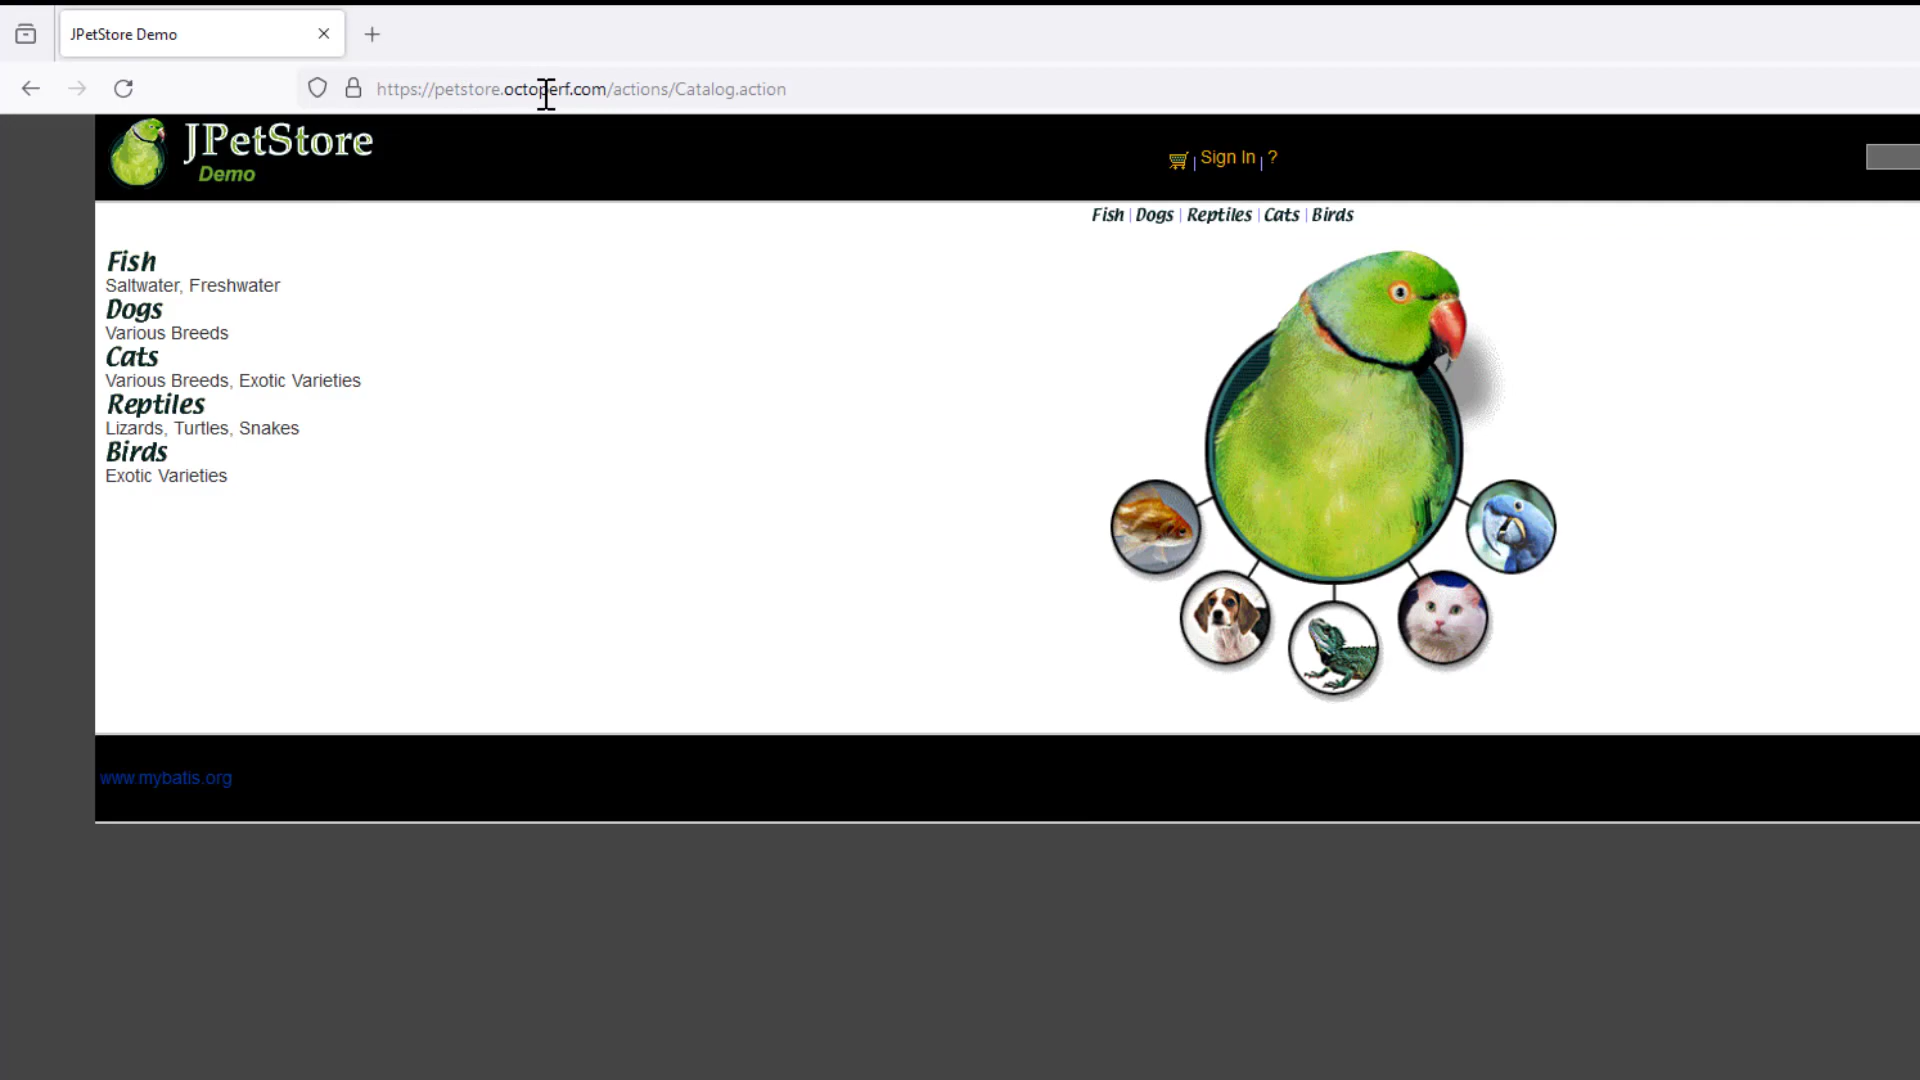 JPetStore Demo
https://petstore.octoperf.com/actions/Catalog.action
JPetStore
Demo
| Sign In | ?
Fish | Dogs | Reptiles | Cats | Birds
Fish
Saltwater, Freshwater
Dogs
Various Breeds
Cats
Various Breeds, Exotic Varieties
Reptiles
Lizards, Turtles, Snakes
Birds
Exotic Varieties
www.mybatis.org